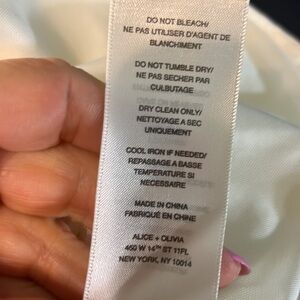 DO NOT BLEACH/
NE PAS UTILISER D'AGENT DE
BLANCHIMENT
DO NOT TUMBLE DRY/
NE PAS SECHER PAR
CULBUTAGE
DRY CLEAN ONLY/
NETTOYAGE A SEC
UNIQUEMENT
COOL IRON IF NEEDED/
REPASSAGE A BASSE
TEMPERATURE SI
NECESSAIRE
MADE IN CHINA
FABRIQUÉ EN CHINE
ALICE + OLIVIA
450 W 14TH ST 11FL
NEW YORK, NY 10014